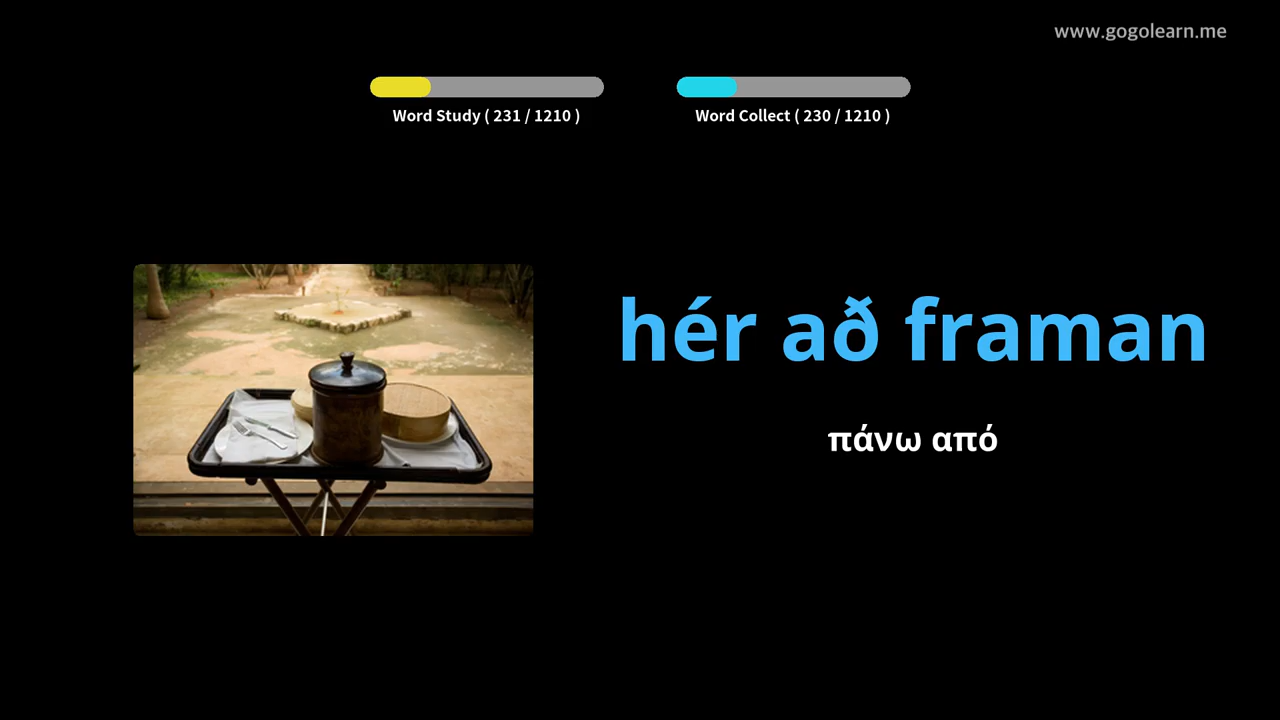 www.gogolearn.me
Word Study ( 231 / 1210 )
Word Collect ( 230 / 1210 )
hér að framan
πάνω από